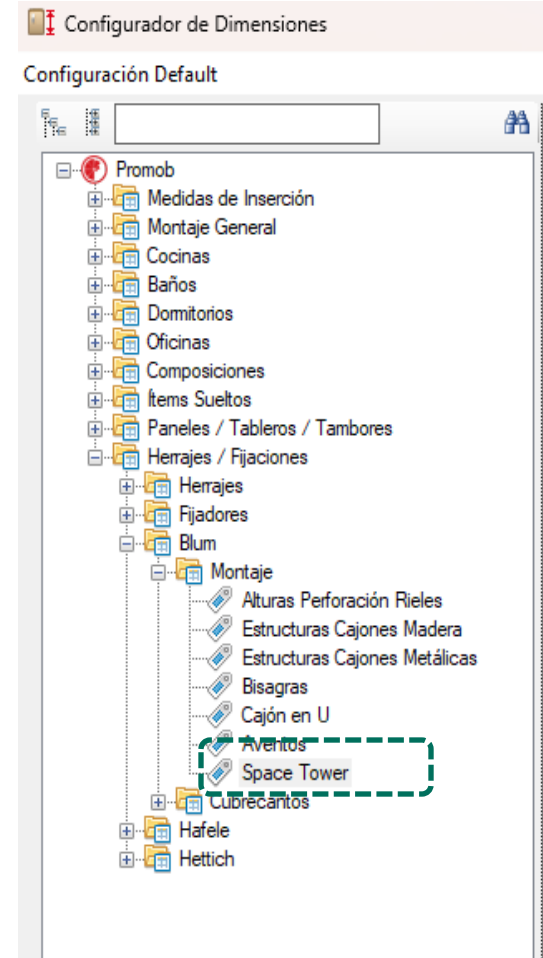 Configurador de Dimensiones
Configuración Default
Promob
Medidas de Inserción
Montaje General
Cocinas
Baños
Dormitorios
Oficinas
Composiciones
Ítems Sueltos
Paneles / Tableros / Tambores
Herrajes / Fijaciones
Herrajes
Fijadores
Blum
Montaje
Alturas Perforación Rieles
Estructuras Cajones Madera
Estructuras Cajones Metálicas
Bisagras
Cajón en U
Aventos
Space Tower
Cubrecantos
Hafele
Hettich